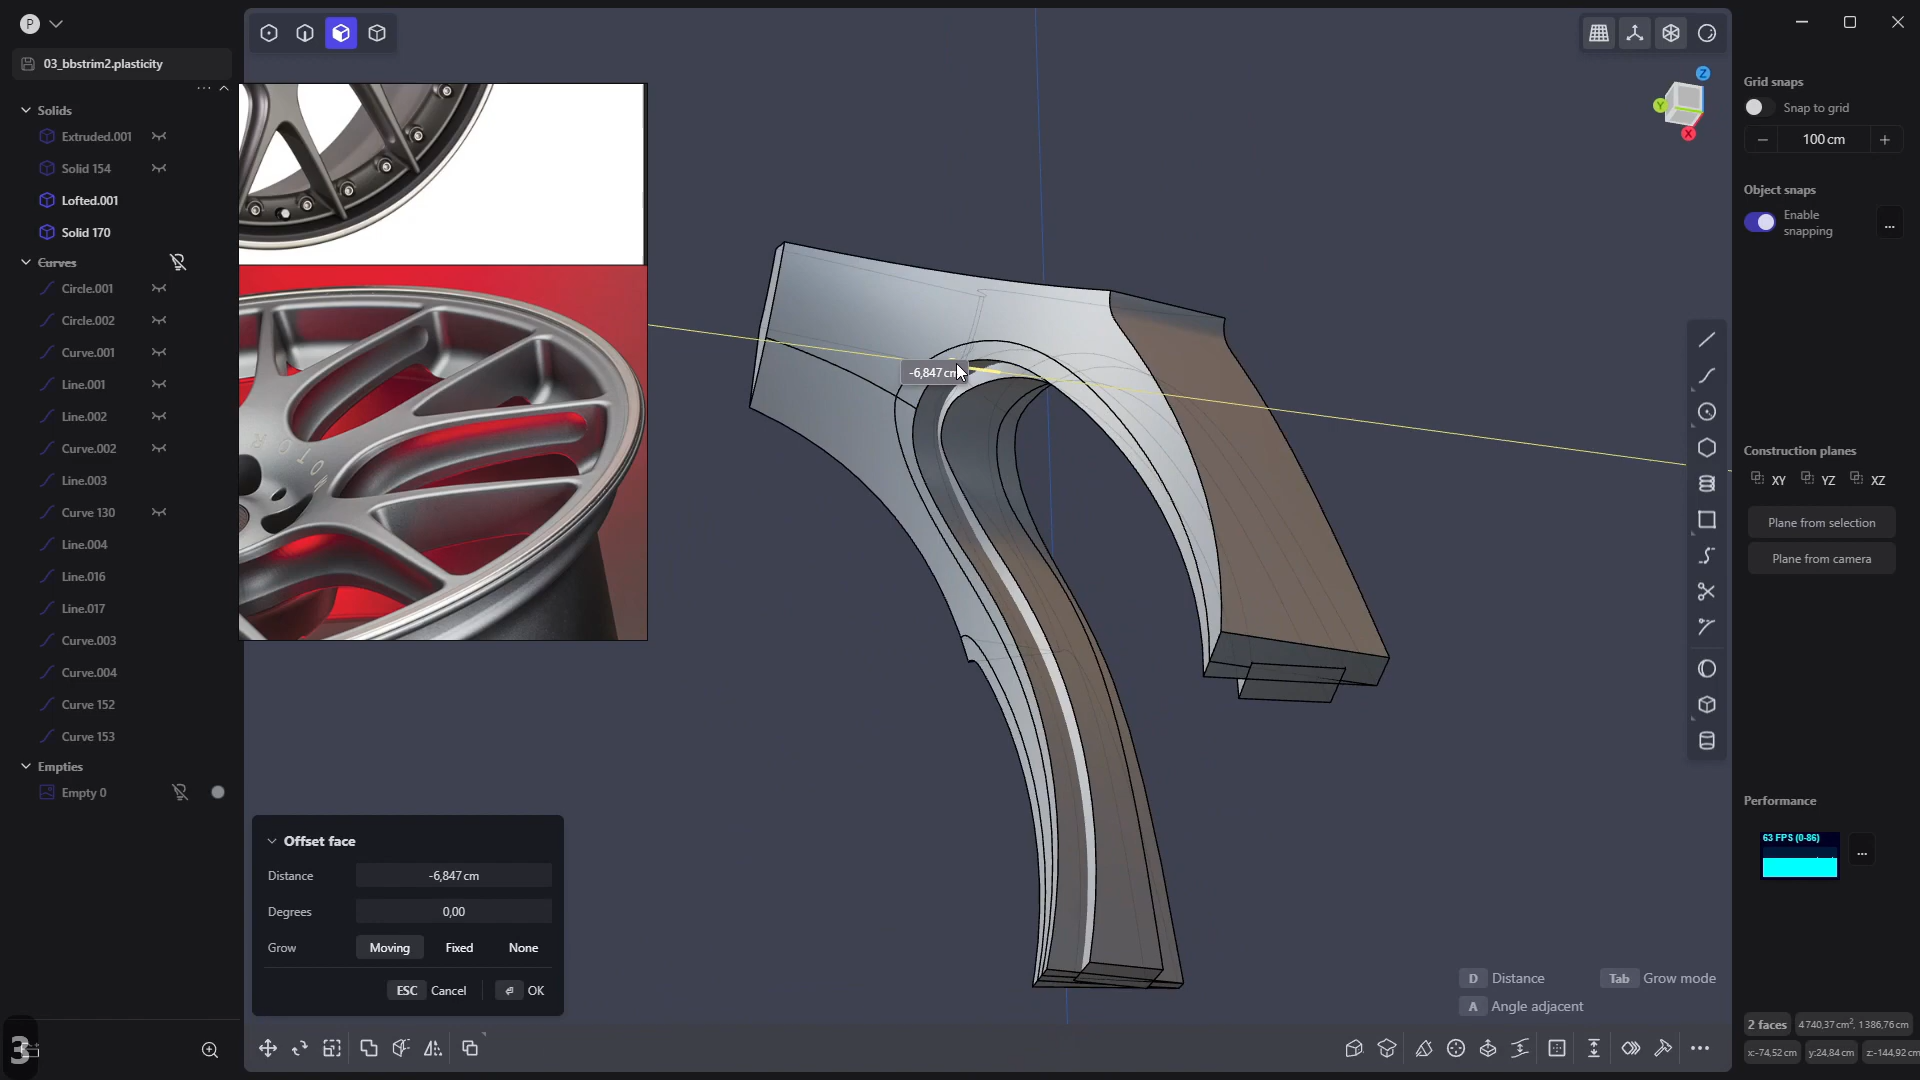 P
03_bbstrim2.plasticity
Solids
Extruded.001
Solid 154
Lofted.001
Solid 170
Curves
Circle.001
Circle.002
Curve.001
Line.001
Line.002
Curve.002
Line.003
Curve 130
Line.004
Line.016
Line.017
Curve.003
Curve.004
Curve 152
Curve 153
Empties
Empty 0
3
Offset face
Distance -6,847 cm
Degrees 0,00
Grow Moving Fixed None
ESC Cancel OK
-6,847 cm
Z
Y
X
D Distance Tab Grow mode
A Angle adjacent
Grid snaps
Snap to grid
− 100 cm +
Object snaps
Enable snapping ...
Construction planes
XY YZ XZ
Plane from selection
Plane from camera
Performance
63 FPS (0-86)
...
2 faces 4 740,37 cm², 1 386,76 cm
x:-74,52 cm y:24,84 cm z:-144,92 cm